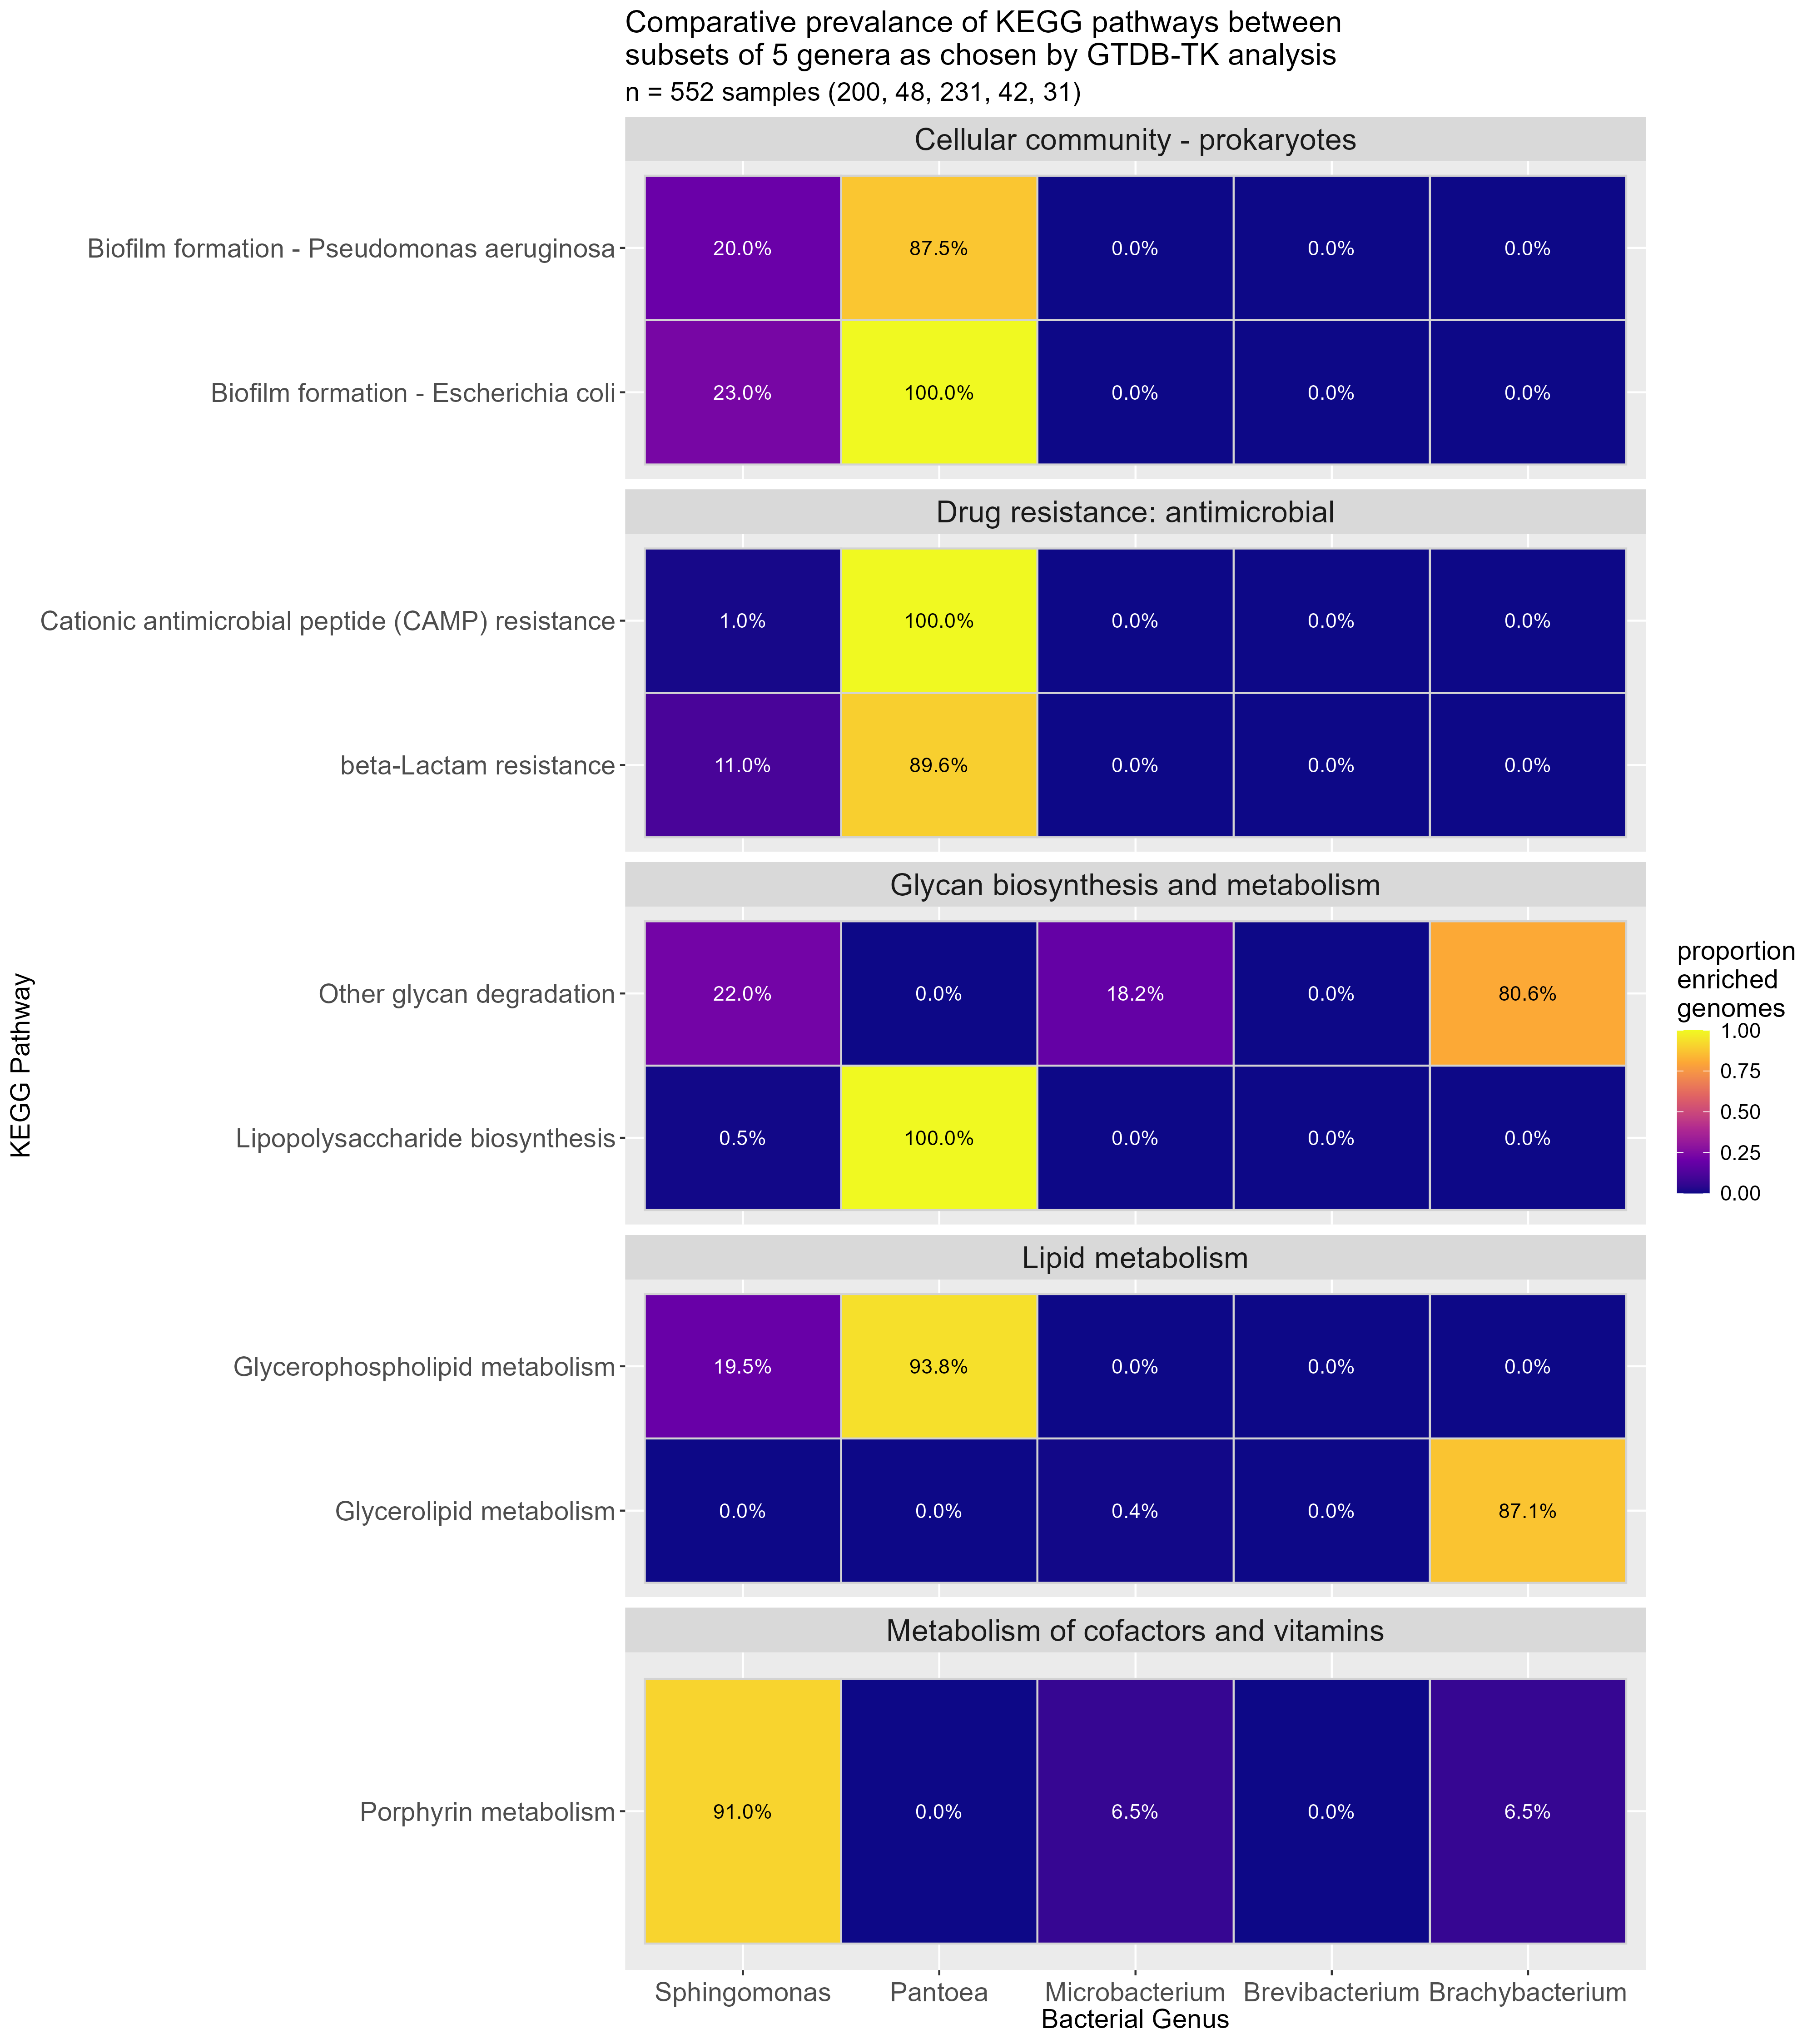 Comparative prevalance of KEGG pathways between
subsets of 5 genera as chosen by GTDB-TK analysis
n = 552 samples (200, 48, 231, 42, 31)
Cellular community - prokaryotes
Biofilm formation - Pseudomonas aeruginosa 20.0% 87.5% 0.0% 0.0% 0.0%
Biofilm formation - Escherichia coli 23.0% 100.0% 0.0% 0.0% 0.0%
Drug resistance: antimicrobial
Cationic antimicrobial peptide (CAMP) resistance 1.0% 100.0% 0.0% 0.0% 0.0%
beta-Lactam resistance 11.0% 89.6% 0.0% 0.0% 0.0%
Glycan biosynthesis and metabolism
Other glycan degradation 22.0% 0.0% 18.2% 0.0% 80.6%
Lipopolysaccharide biosynthesis 0.5% 100.0% 0.0% 0.0% 0.0%
Lipid metabolism
Glycerophospholipid metabolism 19.5% 93.8% 0.0% 0.0% 0.0%
Glycerolipid metabolism 0.0% 0.0% 0.4% 0.0% 87.1%
Metabolism of cofactors and vitamins
Porphyrin metabolism 91.0% 0.0% 6.5% 0.0% 6.5%
Sphingomonas Pantoea Microbacterium Brevibacterium Brachybacterium
Bacterial Genus
KEGG Pathway
proportion
enriched
genomes
1.00
0.75
0.50
0.25
0.00